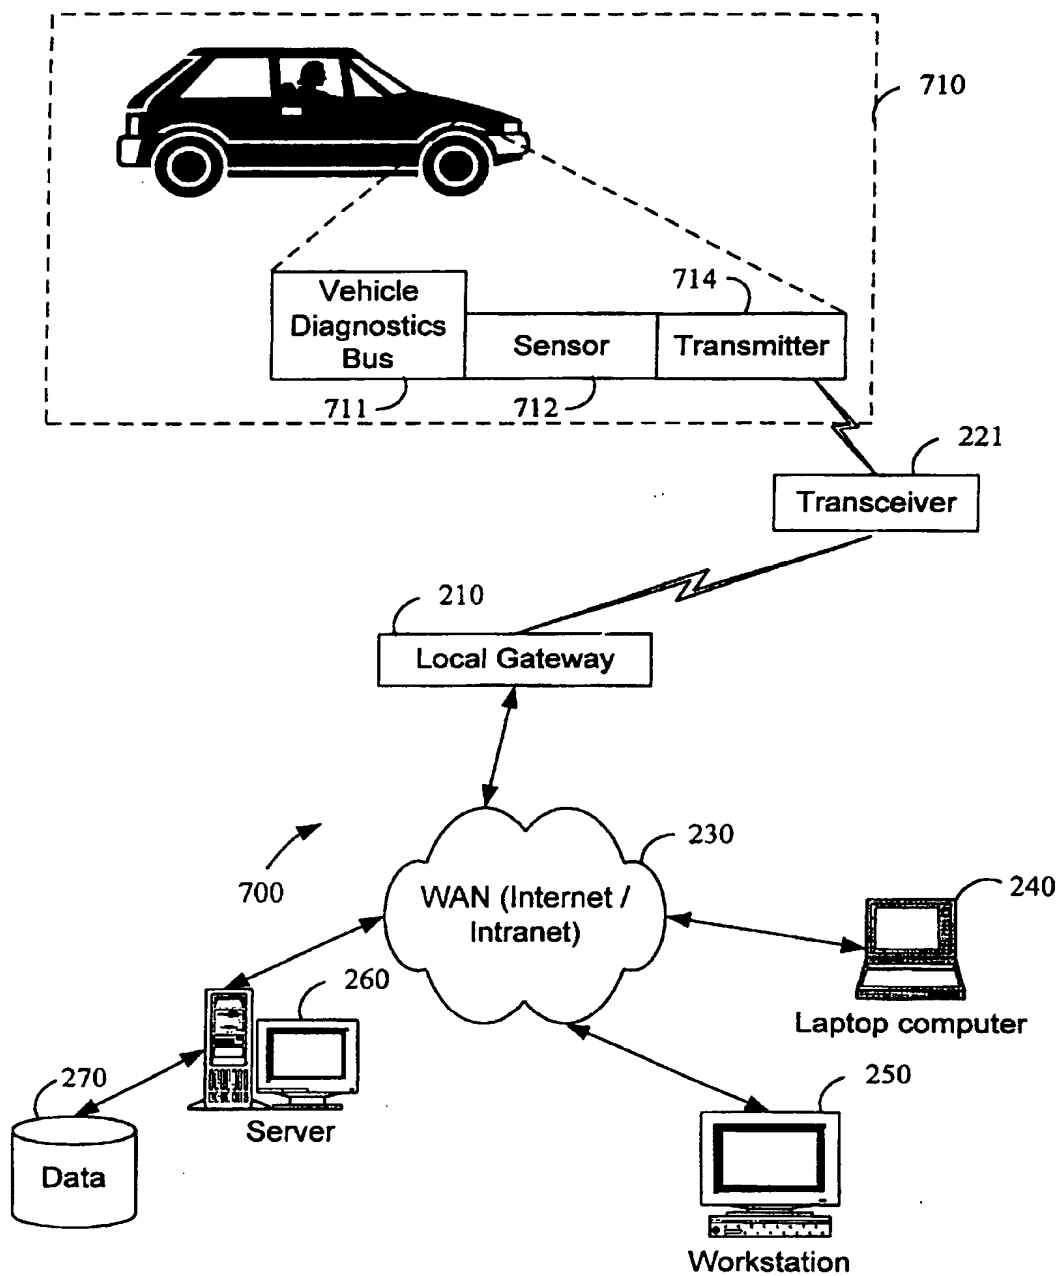 710
714
Vehicle
Diagnostics
Bus
Sensor
Transmitter
711
712
221
Transceiver
210
Local Gateway
230
700
WAN (Internet /
Intranet)
240
260
Laptop computer
270
250
Server
Data
Workstation